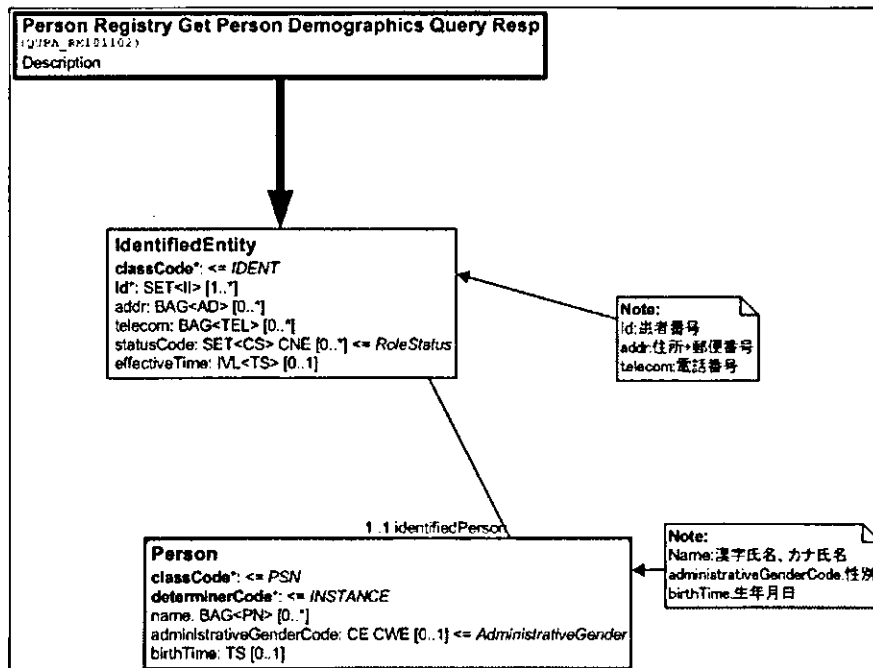 Person Registry Get Person Demographics Query Resp
(QUPA_RM101102)
Description
IdentifiedEntity
classCode*: <= IDENT
id*: SET<II> [1..*]
addr: BAG<AD> [0..*]
telecom: BAG<TEL> [0..*]
statusCode: SET<CS> CNE [0..*] <= RoleStatus
effectiveTime: IVL<TS> [0..1]
Note:
id:患者番号
addr:住所+郵便番号
telecom:電話番号
1..1 identifiedPerson
Person
classCode*: <= PSN
determinerCode*: <= INSTANCE
name: BAG<PN> [0..*]
administrativeGenderCode: CE CWE [0..1] <= AdministrativeGender
birthTime: TS [0..1]
Note:
Name:漢字氏名、カナ氏名
administrativeGenderCode:性別
birthTime:生年月日